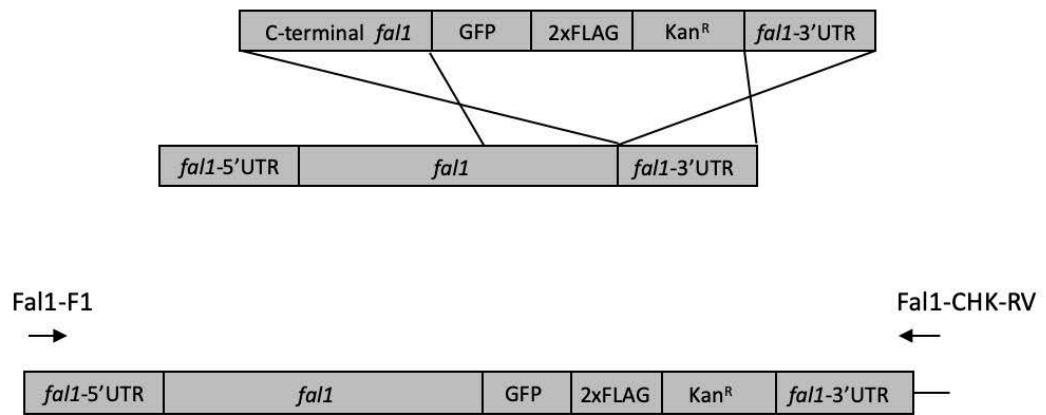 C-terminal fal1 GFP 2xFLAG Kanᴿ fal1-3'UTR
fal1-5'UTR fal1 fal1-3'UTR
Fal1-F1 Fal1-CHK-RV
fal1-5'UTR fal1 GFP 2xFLAG Kanᴿ fal1-3'UTR